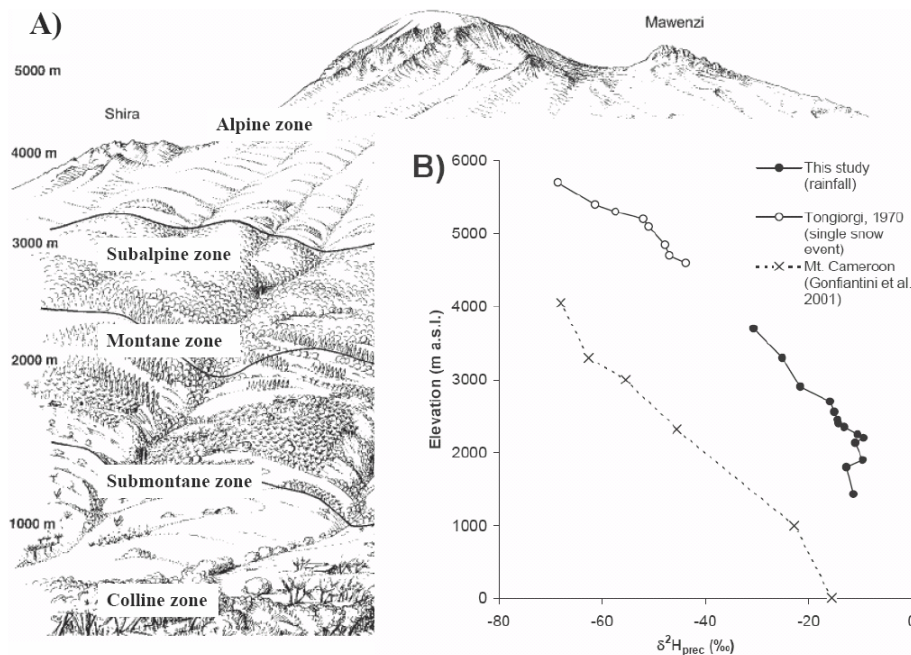 A)
Mawenzi
5000 m
Shira
Alpine zone
4000 m
3000 m
Subalpine zone
Montane zone
2000 m
Submontane zone
1000 m
Colline zone
B)
6000
5000
4000
3000
2000
1000
0
Elevation (m a.s.l.)
-80
-60
-40
-20
0
δ²Hprec (‰)
This study
(rainfall)
Tongiorgi, 1970
(single snow
event)
Mt. Cameroon
(Gonfiantini et al.
2001)